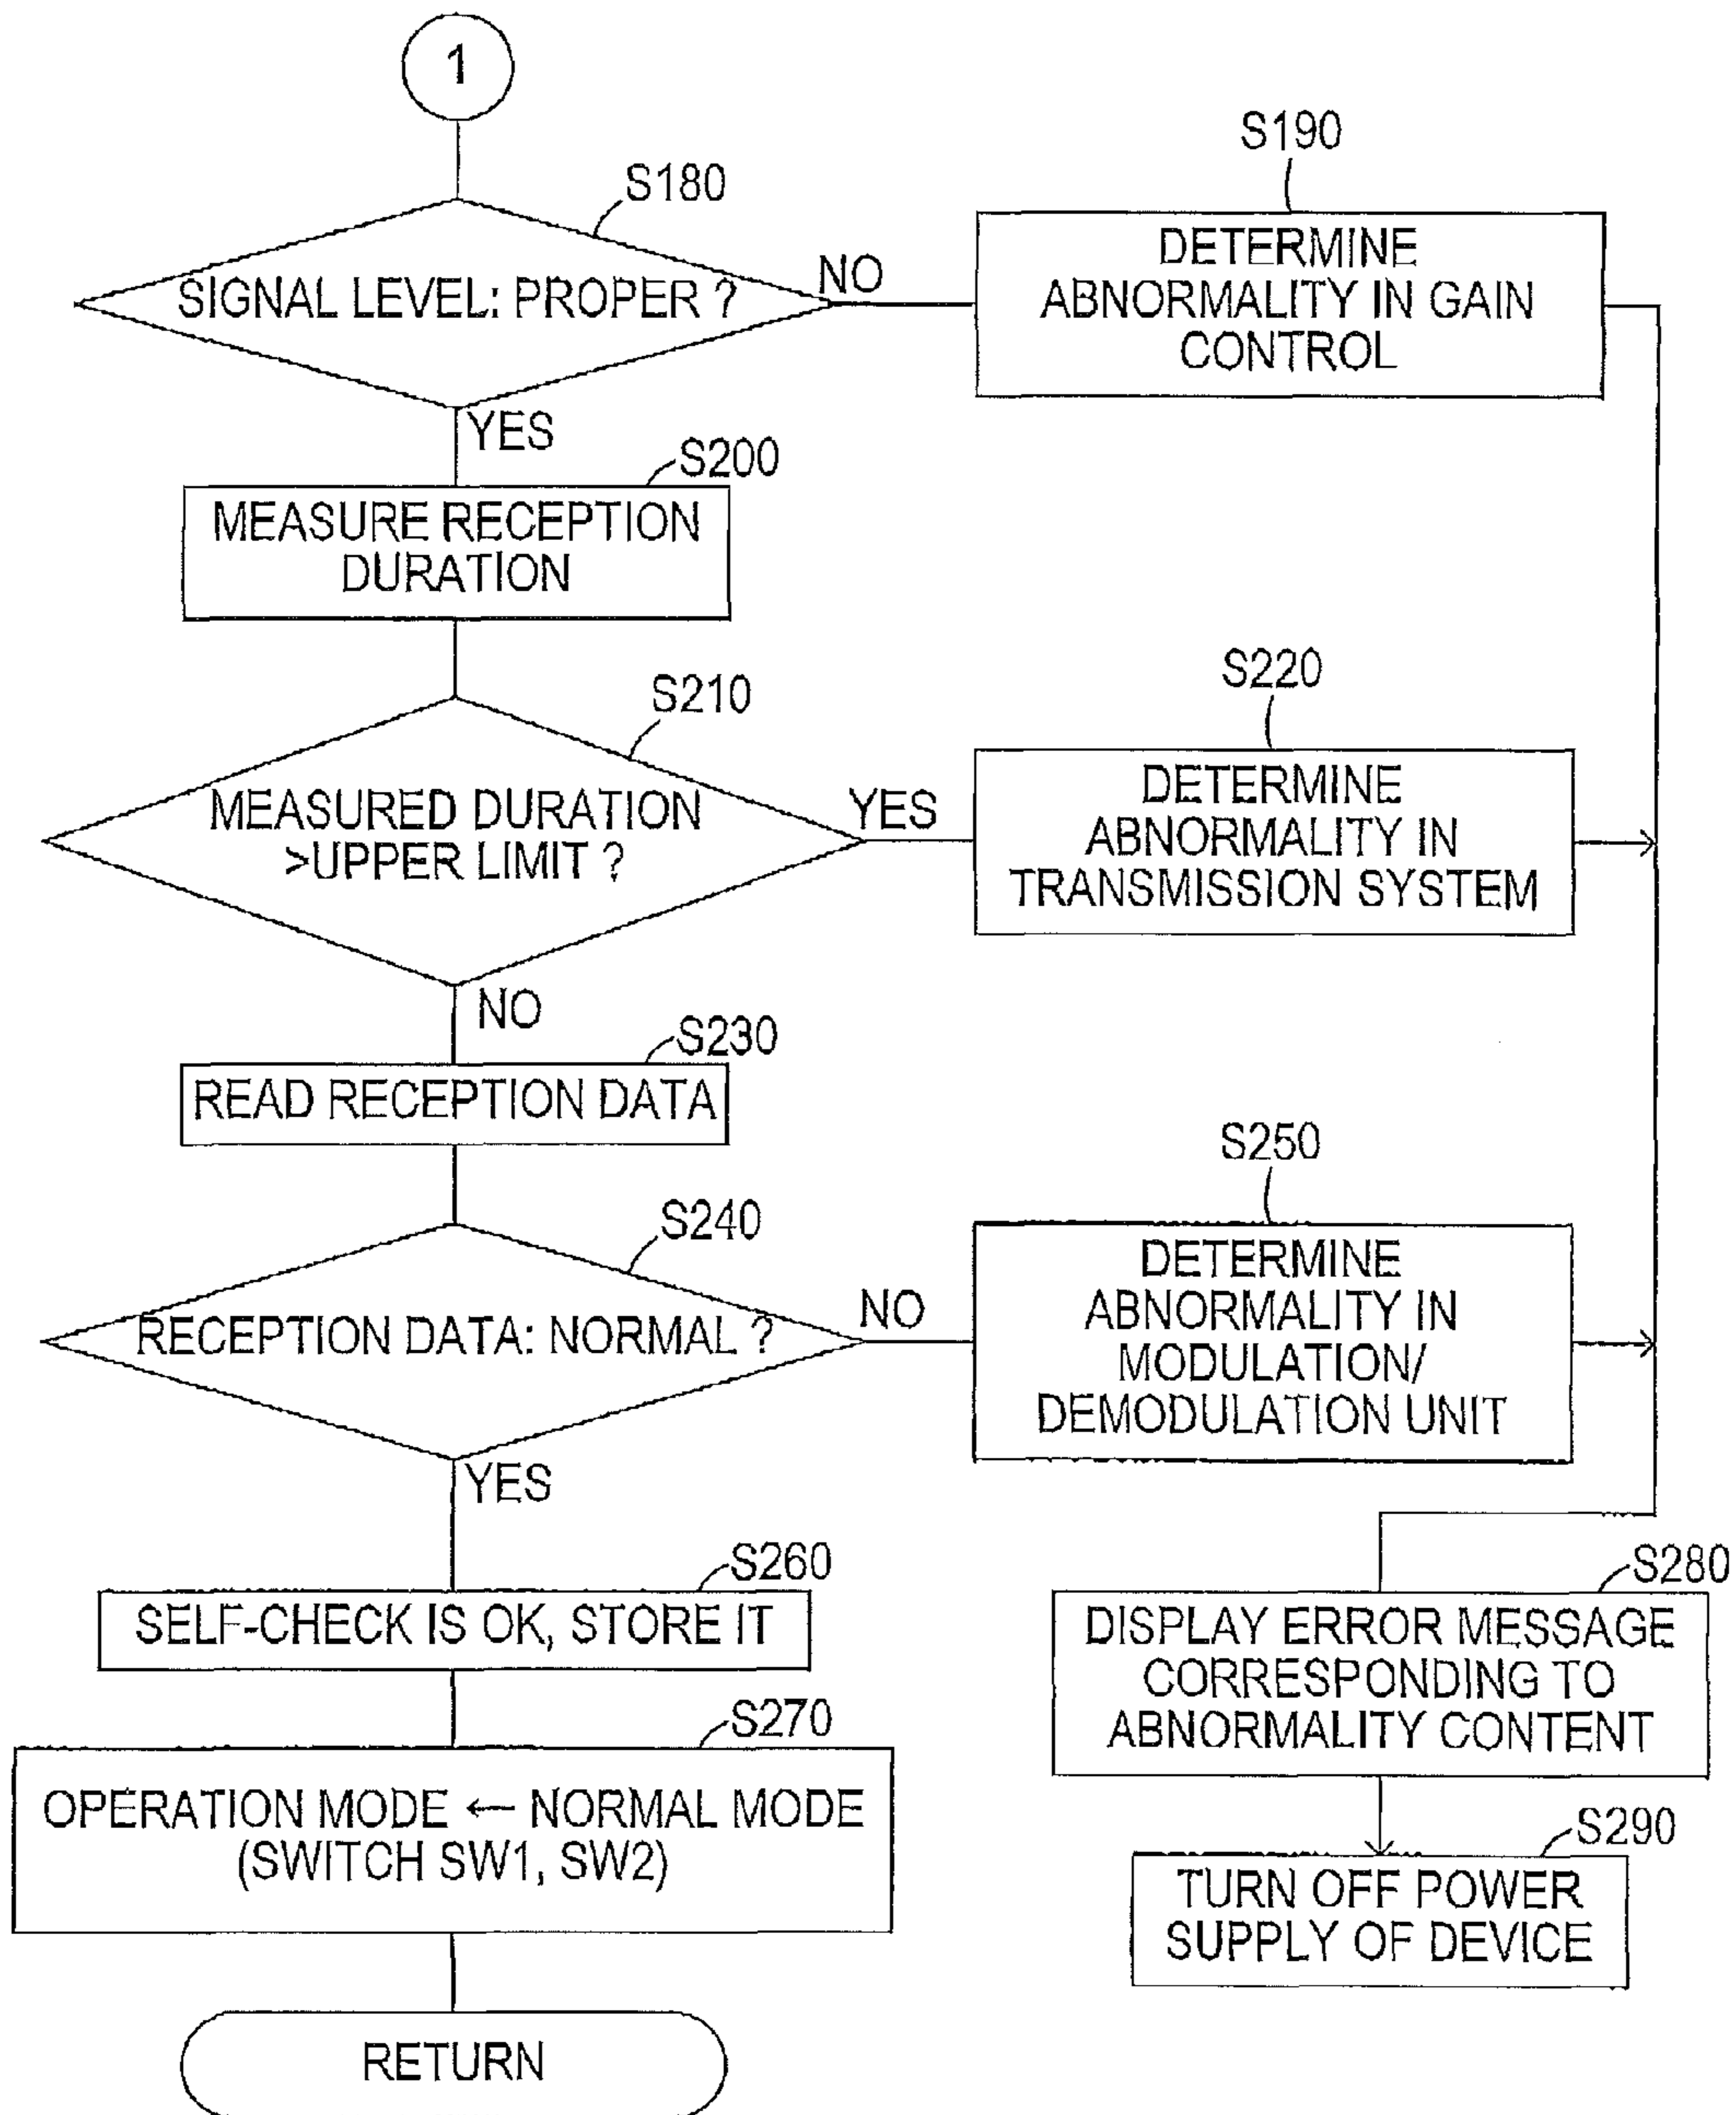 1
S180
SIGNAL LEVEL: PROPER ?
NO
YES
S190
DETERMINE
ABNORMALITY IN GAIN
CONTROL
S200
MEASURE RECEPTION
DURATION
S210
MEASURED DURATION
>UPPER LIMIT ?
YES
NO
S220
DETERMINE
ABNORMALITY IN
TRANSMISSION SYSTEM
S230
READ RECEPTION DATA
S240
RECEPTION DATA: NORMAL ?
NO
YES
S250
DETERMINE
ABNORMALITY IN
MODULATION/
DEMODULATION UNIT
S260
SELF-CHECK IS OK, STORE IT
S270
OPERATION MODE ← NORMAL MODE
(SWITCH SW1, SW2)
RETURN
S280
DISPLAY ERROR MESSAGE
CORRESPONDING TO
ABNORMALITY CONTENT
S290
TURN OFF POWER
SUPPLY OF DEVICE